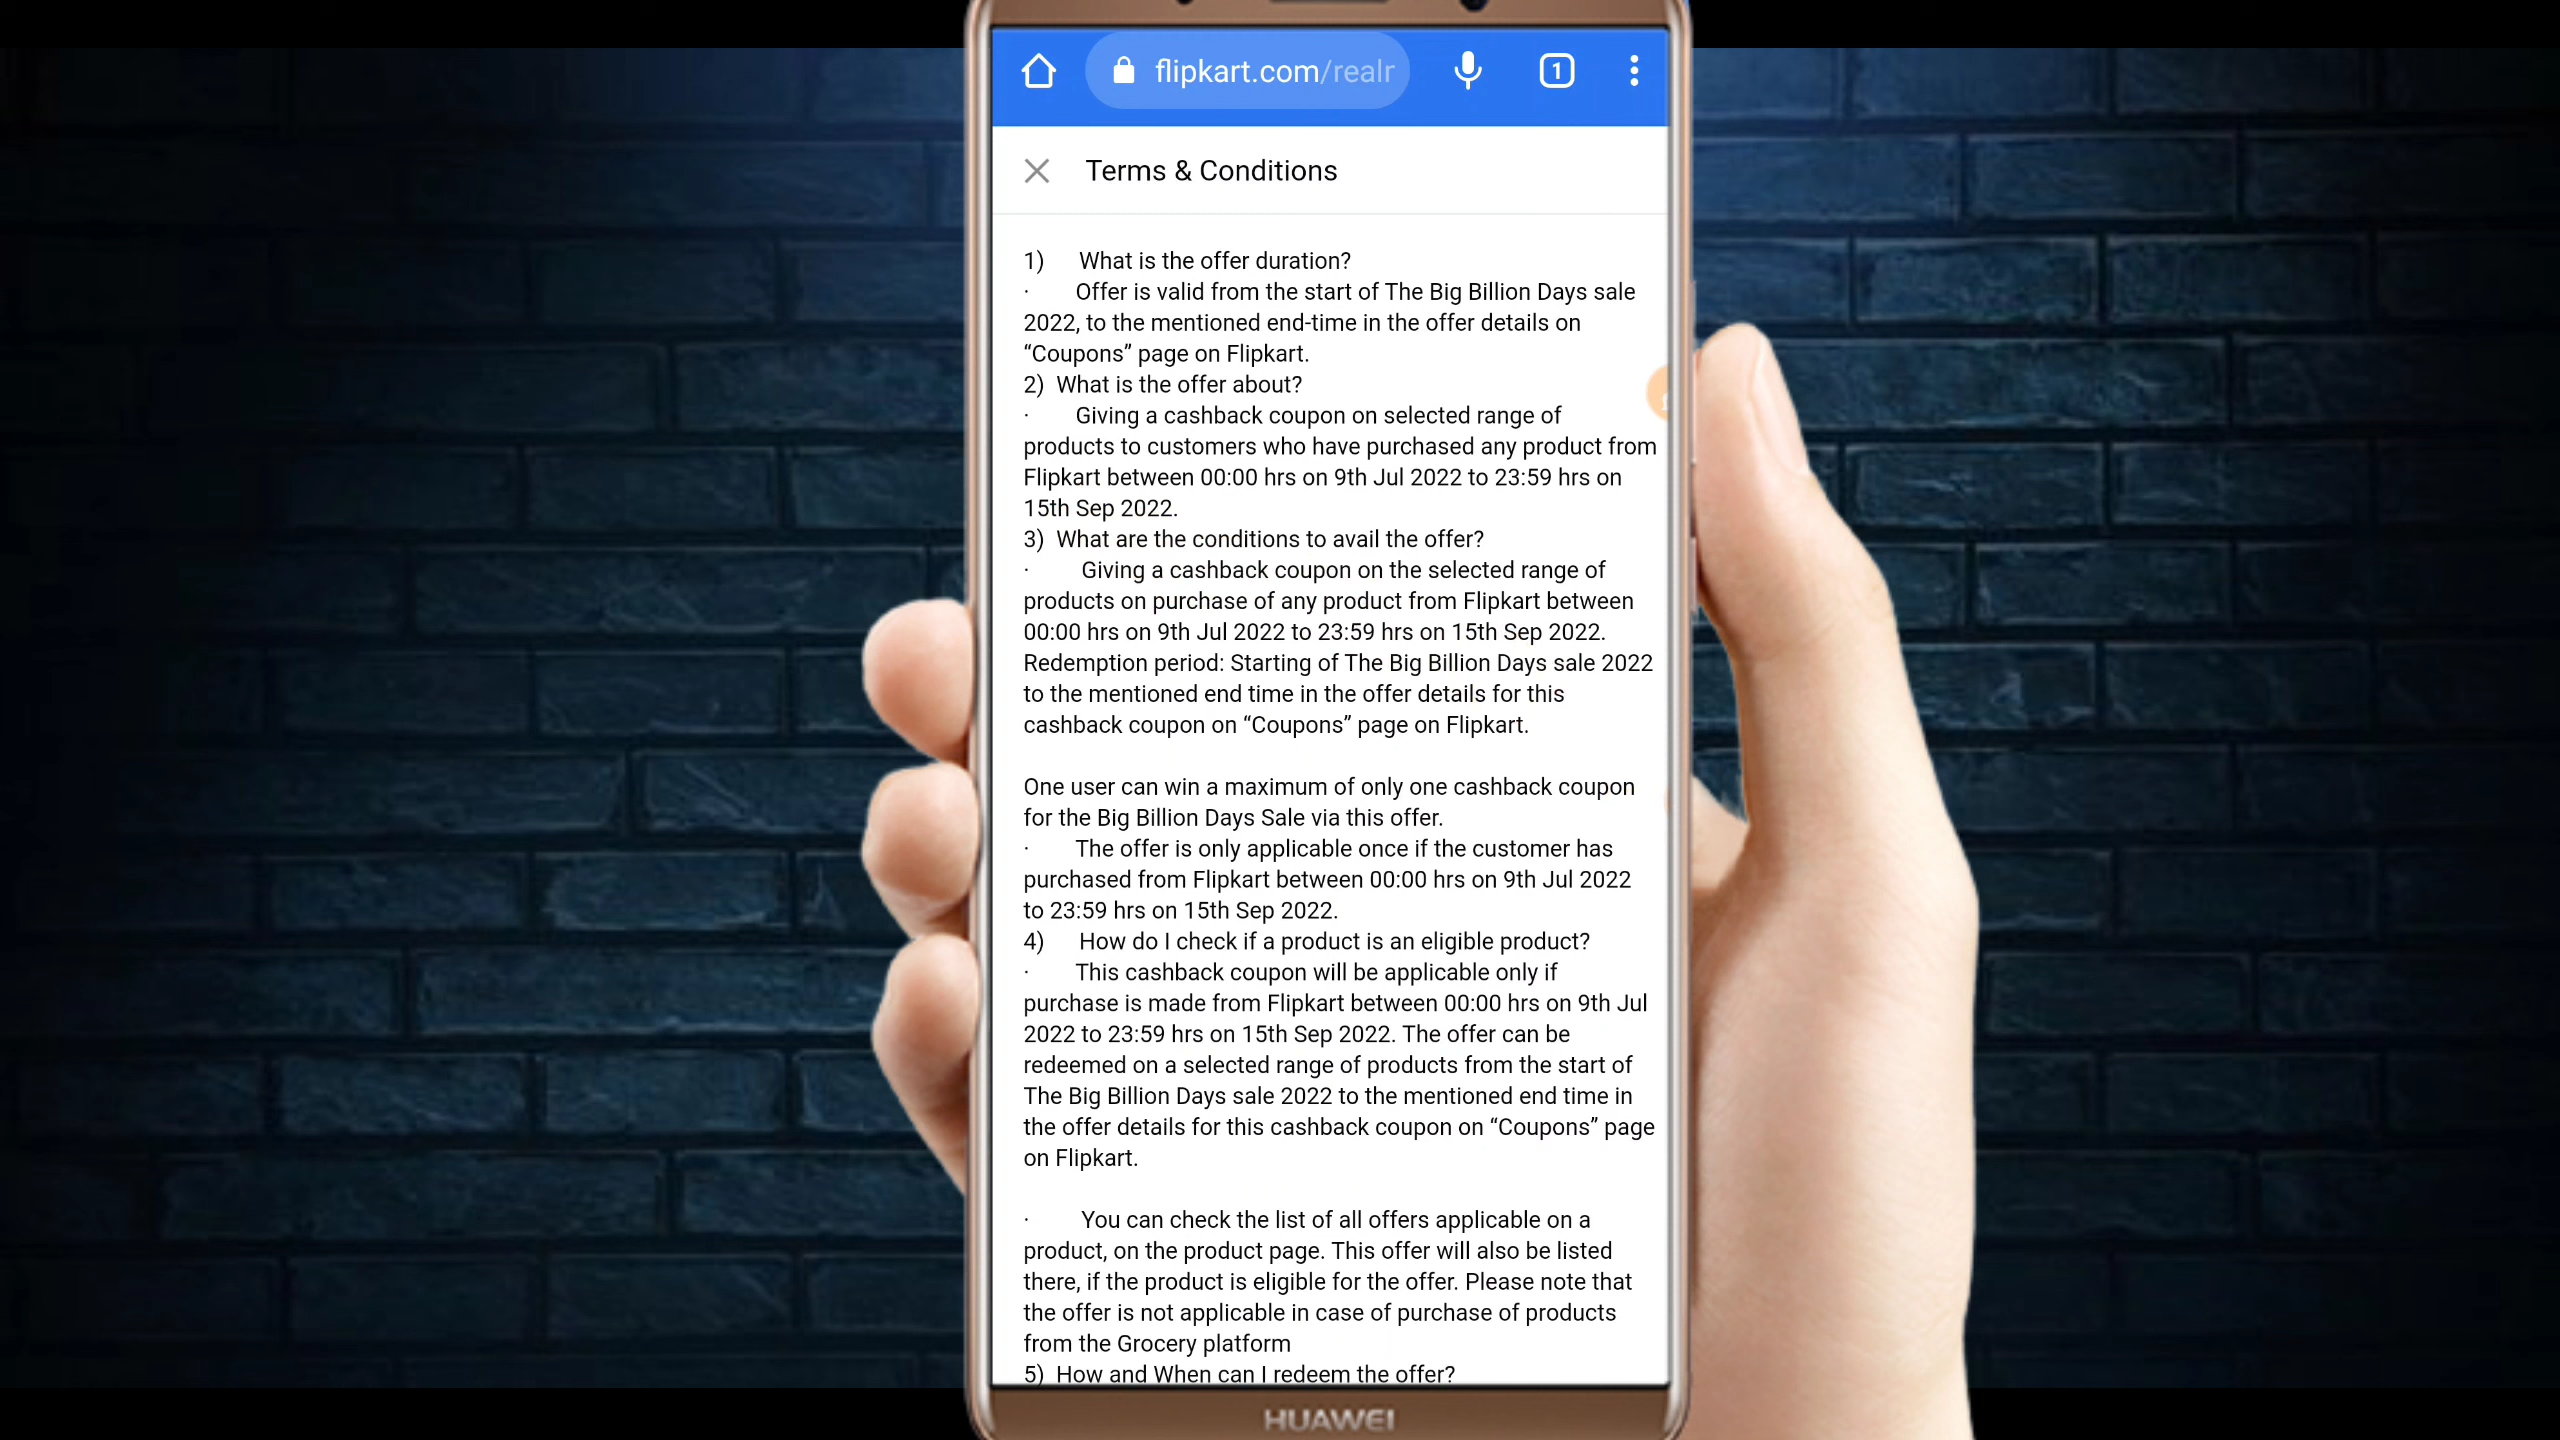 flipkart.com/realr
1
Terms & Conditions
1) What is the offer duration?
· Offer is valid from the start of The Big Billion Days sale
2022, to the mentioned end-time in the offer details on
“Coupons” page on Flipkart.
2) What is the offer about?
· Giving a cashback coupon on selected range of
products to customers who have purchased any product from
Flipkart between 00:00 hrs on 9th Jul 2022 to 23:59 hrs on
15th Sep 2022.
3) What are the conditions to avail the offer?
· Giving a cashback coupon on the selected range of
products on purchase of any product from Flipkart between
00:00 hrs on 9th Jul 2022 to 23:59 hrs on 15th Sep 2022.
Redemption period: Starting of The Big Billion Days sale 2022
to the mentioned end time in the offer details for this
cashback coupon on “Coupons” page on Flipkart.
One user can win a maximum of only one cashback coupon
for the Big Billion Days Sale via this offer.
· The offer is only applicable once if the customer has
purchased from Flipkart between 00:00 hrs on 9th Jul 2022
to 23:59 hrs on 15th Sep 2022.
4) How do I check if a product is an eligible product?
· This cashback coupon will be applicable only if
purchase is made from Flipkart between 00:00 hrs on 9th Jul
2022 to 23:59 hrs on 15th Sep 2022. The offer can be
redeemed on a selected range of products from the start of
The Big Billion Days sale 2022 to the mentioned end time in
the offer details for this cashback coupon on “Coupons” page
on Flipkart.
· You can check the list of all offers applicable on a
product, on the product page. This offer will also be listed
there, if the product is eligible for the offer. Please note that
the offer is not applicable in case of purchase of products
from the Grocery platform
5) How and When can I redeem the offer?
HUAWEI